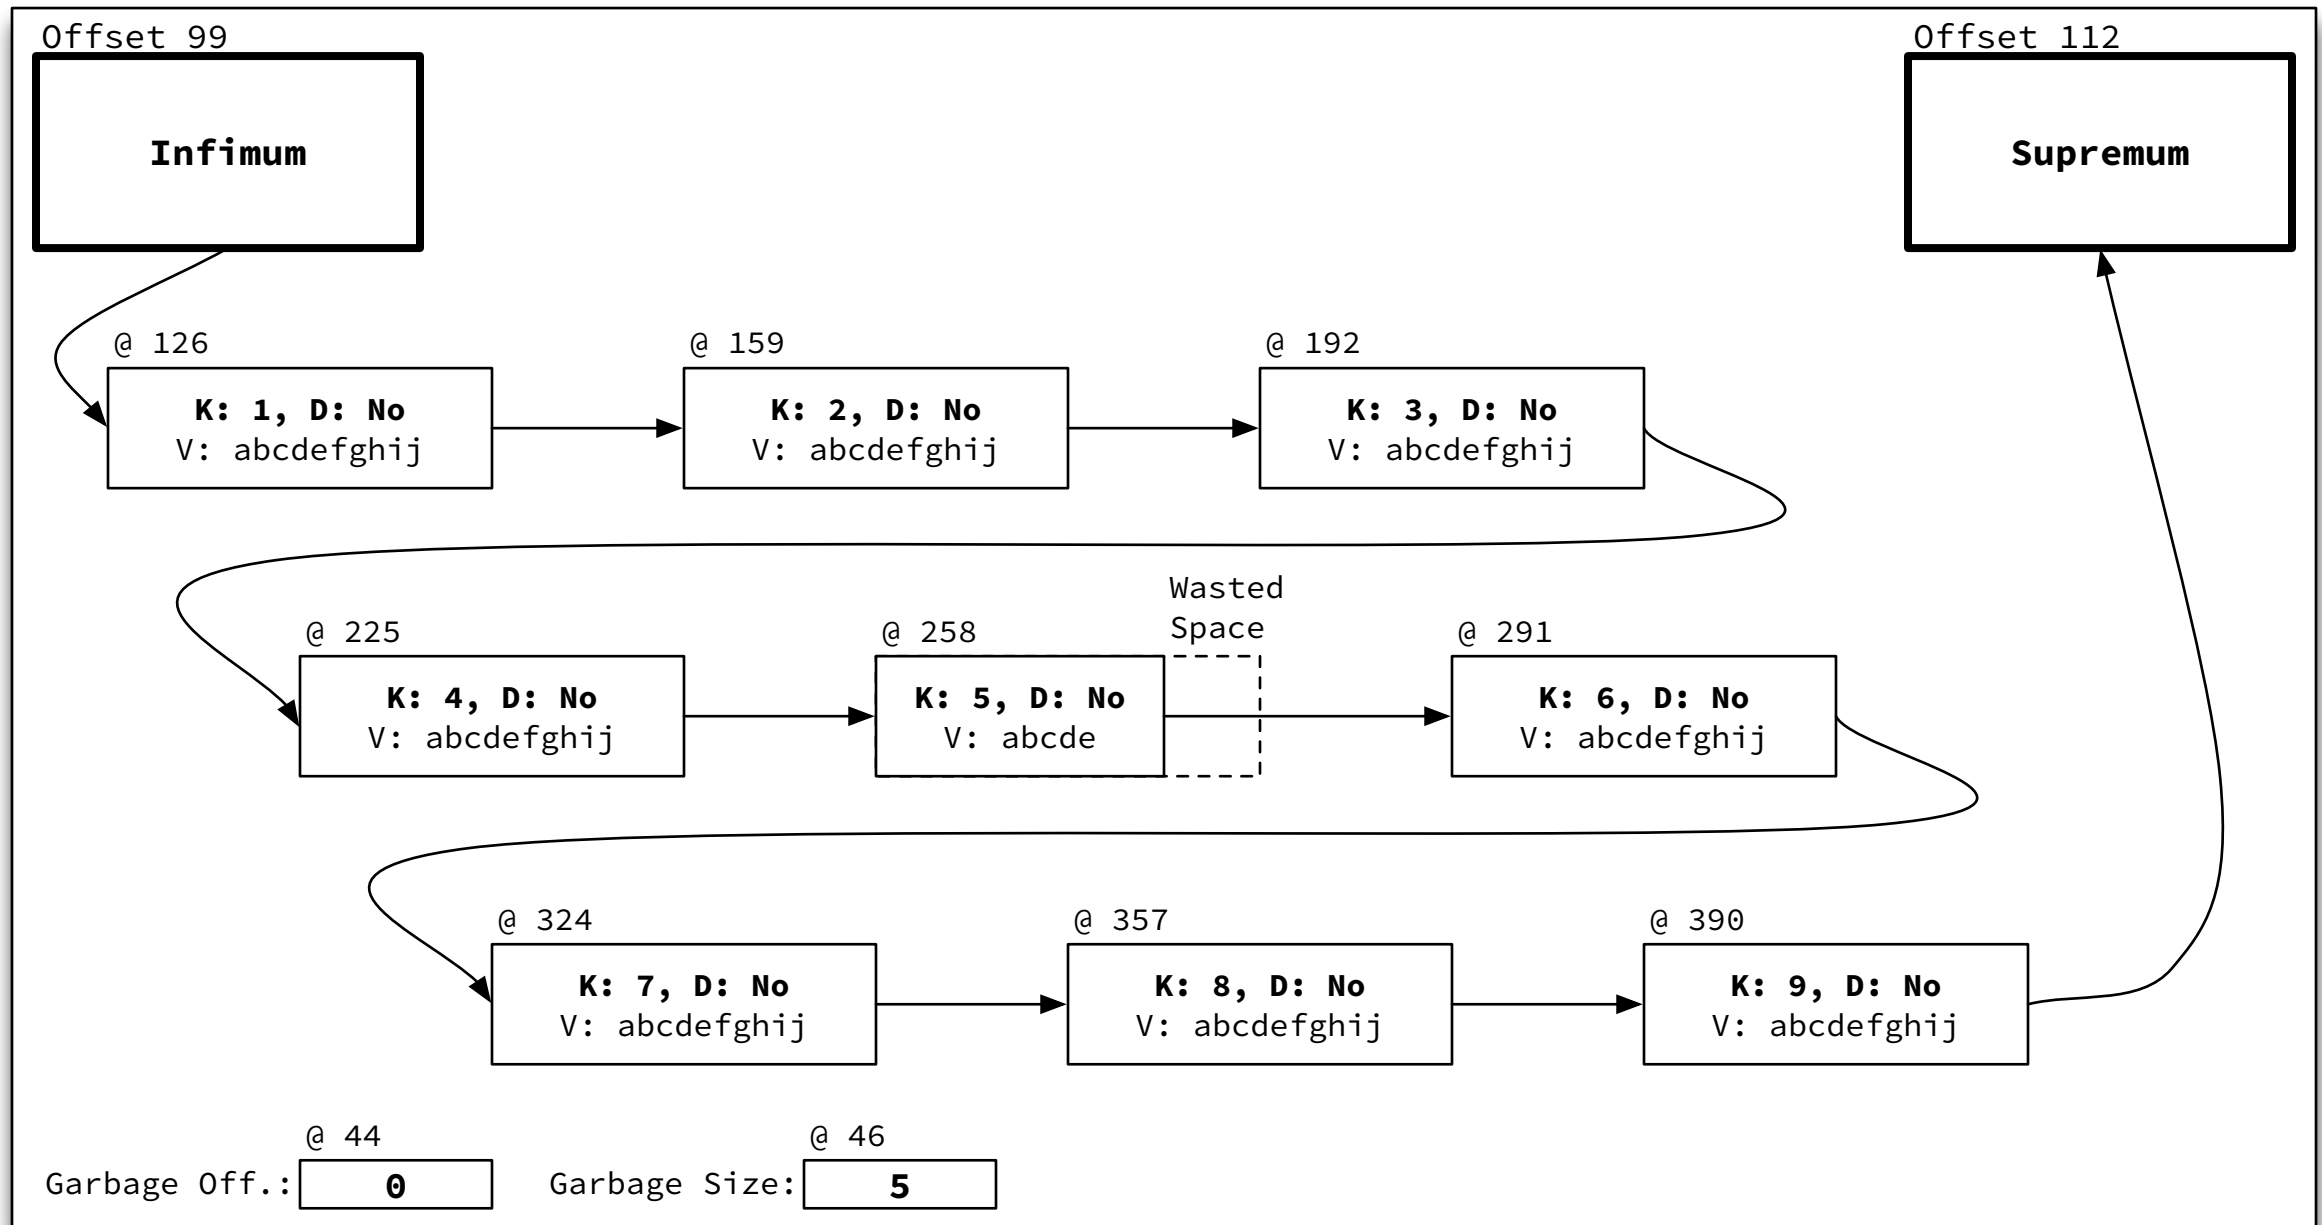 Offset 99
Offset 112
Infimum
Supremum
@ 126
@ 159
@ 192
K: 1, D: No
V: abcdefghij
K: 2, D: No
V: abcdefghij
K: 3, D: No
V: abcdefghij
Wasted
Space
@ 225
@ 258
@ 291
K: 4, D: No
V: abcdefghij
K: 5, D: No
V: abcde
K: 6, D: No
V: abcdefghij
@ 324
@ 357
@ 390
K: 7, D: No
V: abcdefghij
K: 8, D: No
V: abcdefghij
K: 9, D: No
V: abcdefghij
@ 44
@ 46
Garbage Off.: 0
Garbage Size: 5